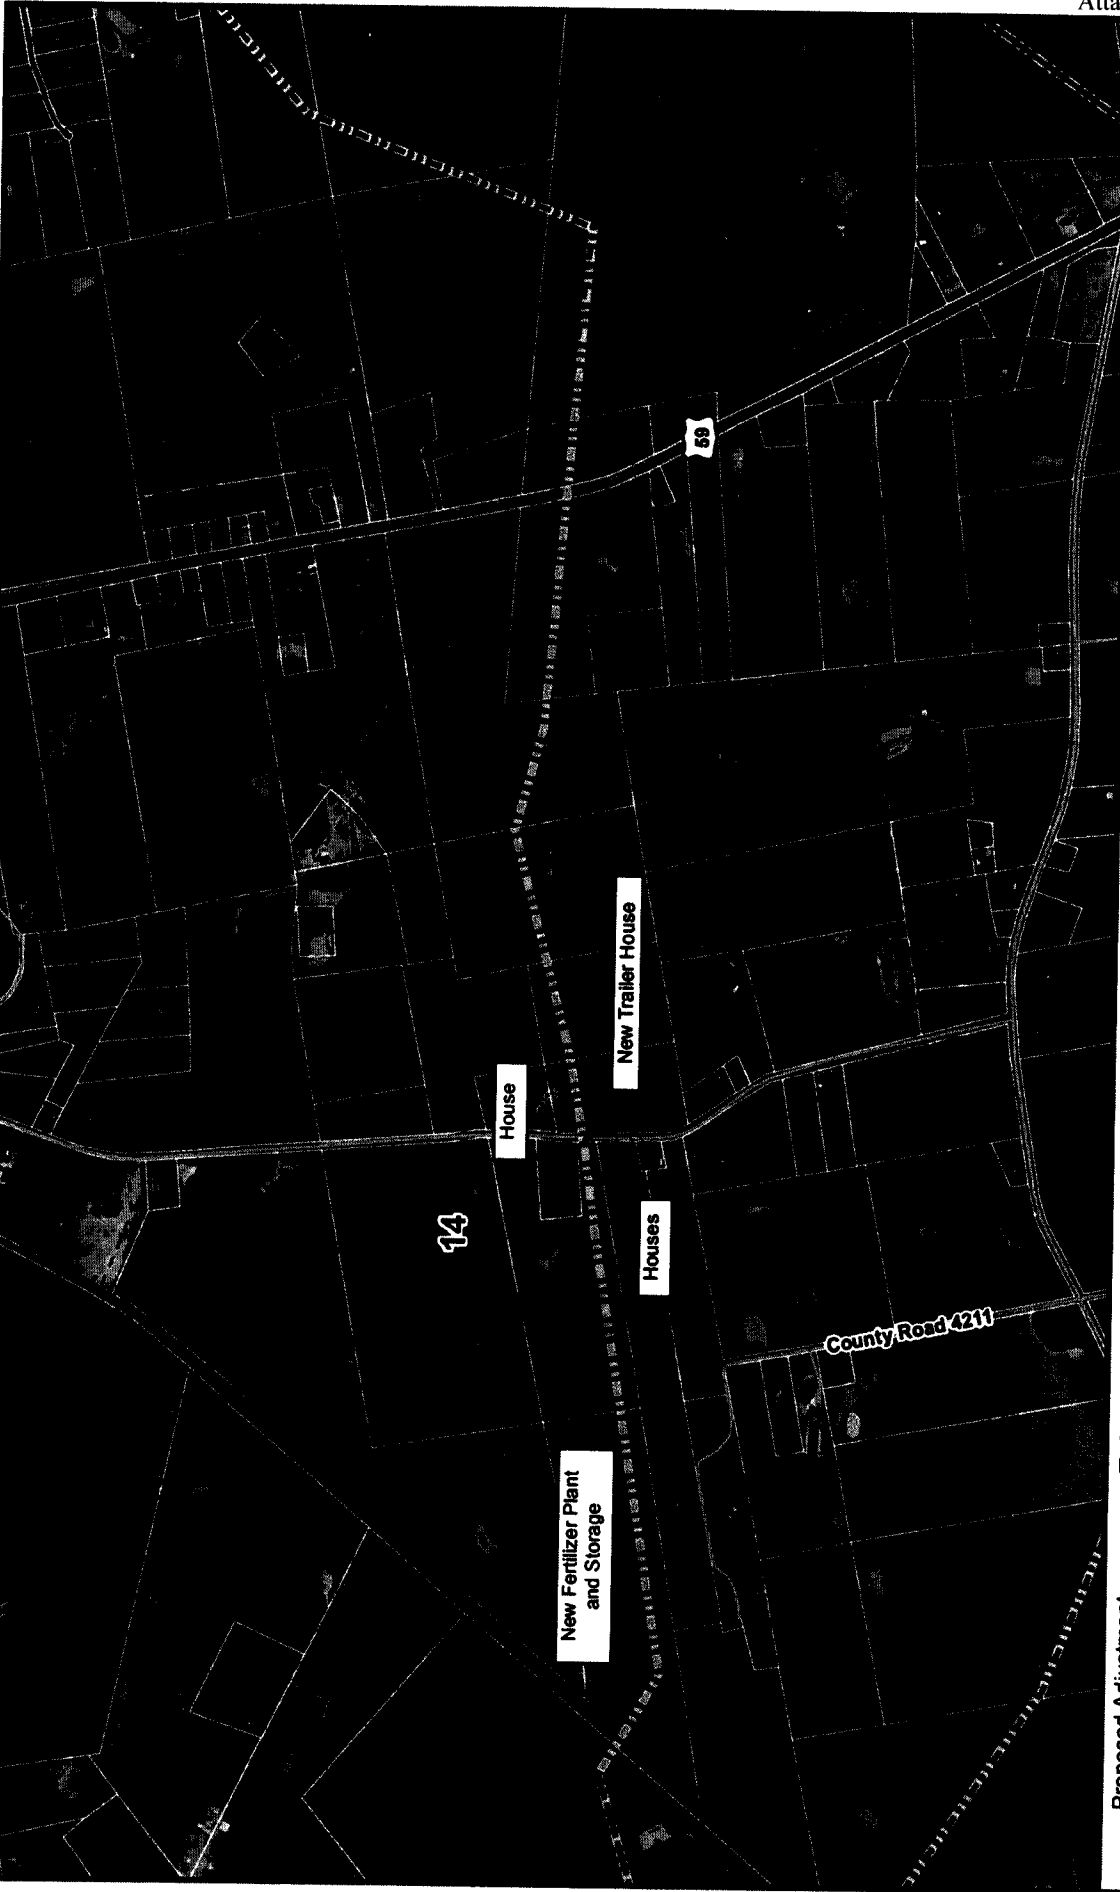 Atta
59
New Trailer House
House
14
Houses
County Road 4211
New Fertilizer Plant
and Storage
Proposed Adjustment